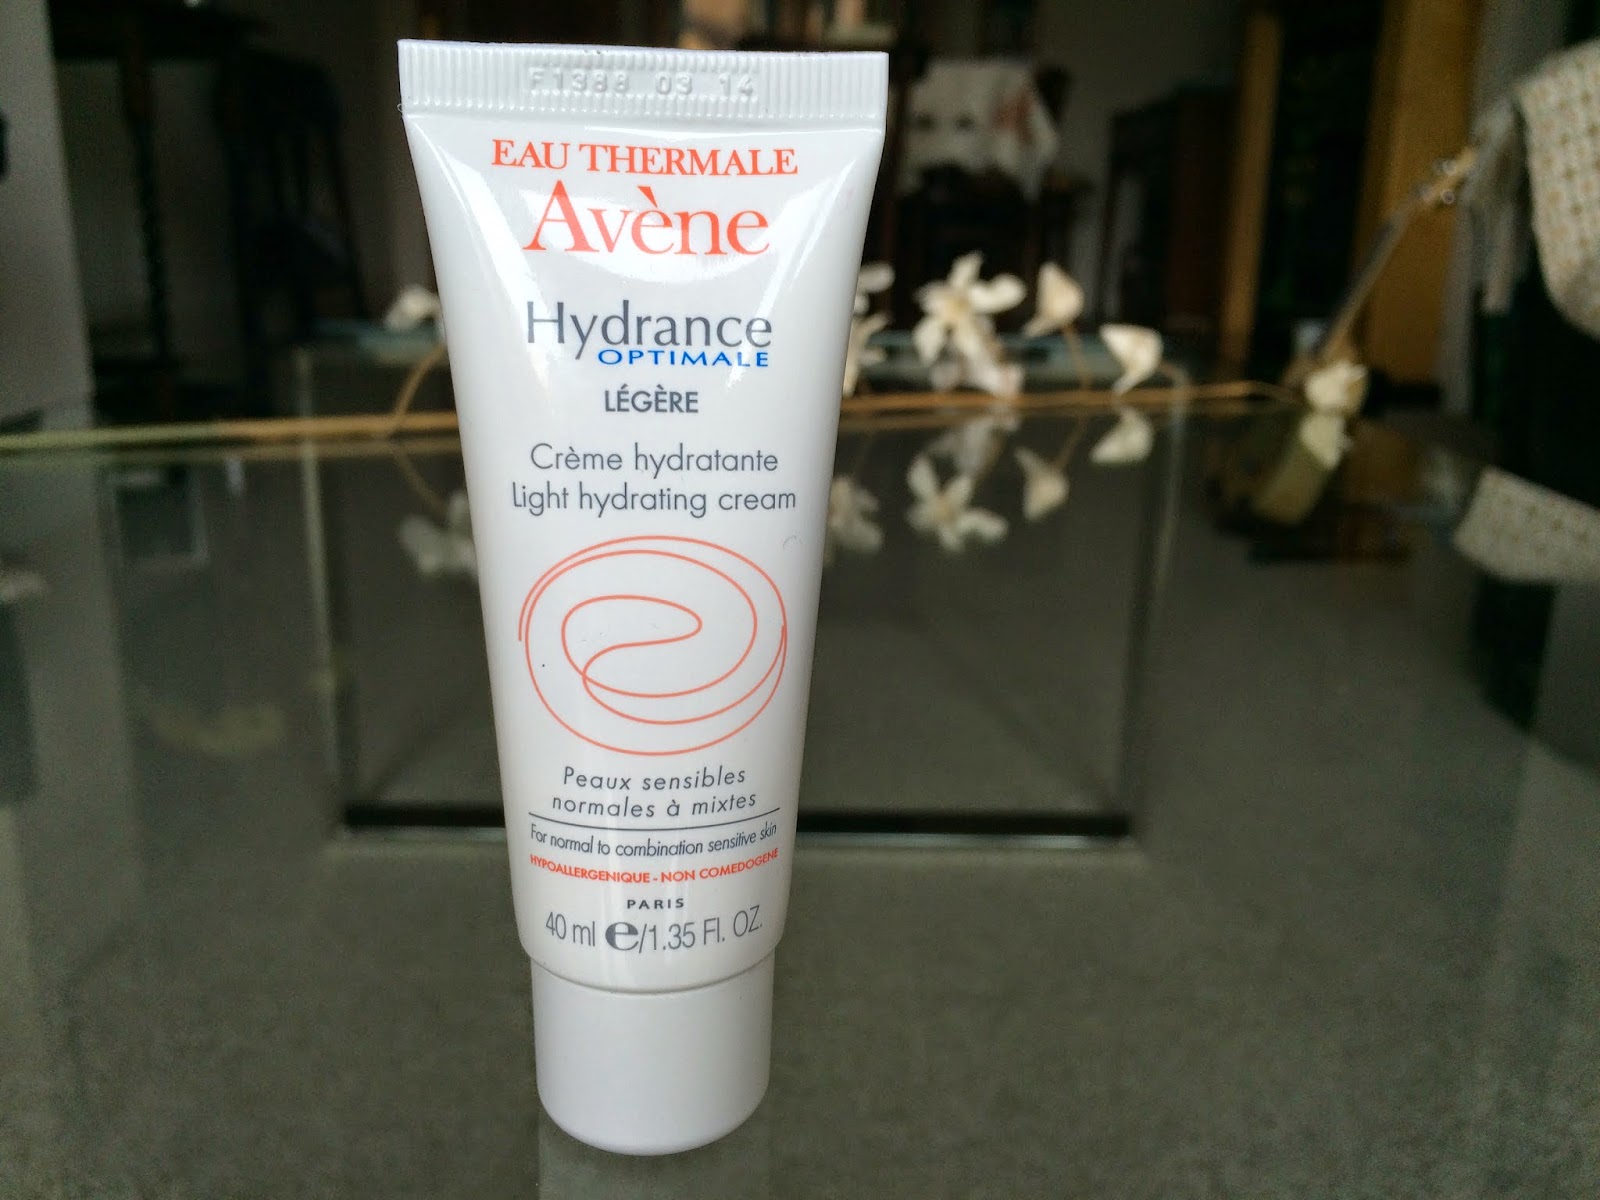 F1388 03 14
EAU THERMALE
Avène
Hydrance
OPTIMALE
LÉGÈRE
Crème hydratante
Light hydrating cream
Peaux sensibles
normales à mixtes
For normal to combination sensitive skin
HYPOALLERGENIQUE - NON COMEDOGENE
PARIS
40 ml e/1.35 Fl. OZ.